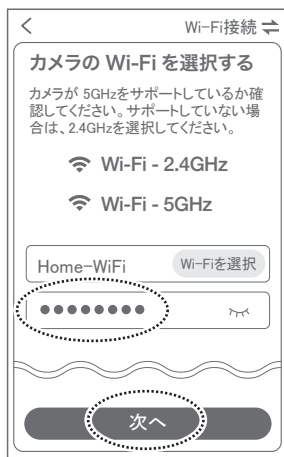 Wi-Fi接続
カメラの Wi-Fi を選択する
カメラが 5GHzをサポートしているか確
認してください。サポートしていない場
合は、2.4GHzを選択してください。
Wi-Fi - 2.4GHz
Wi-Fi - 5GHz
Home-WiFi
Wi-Fiを選択
次へ